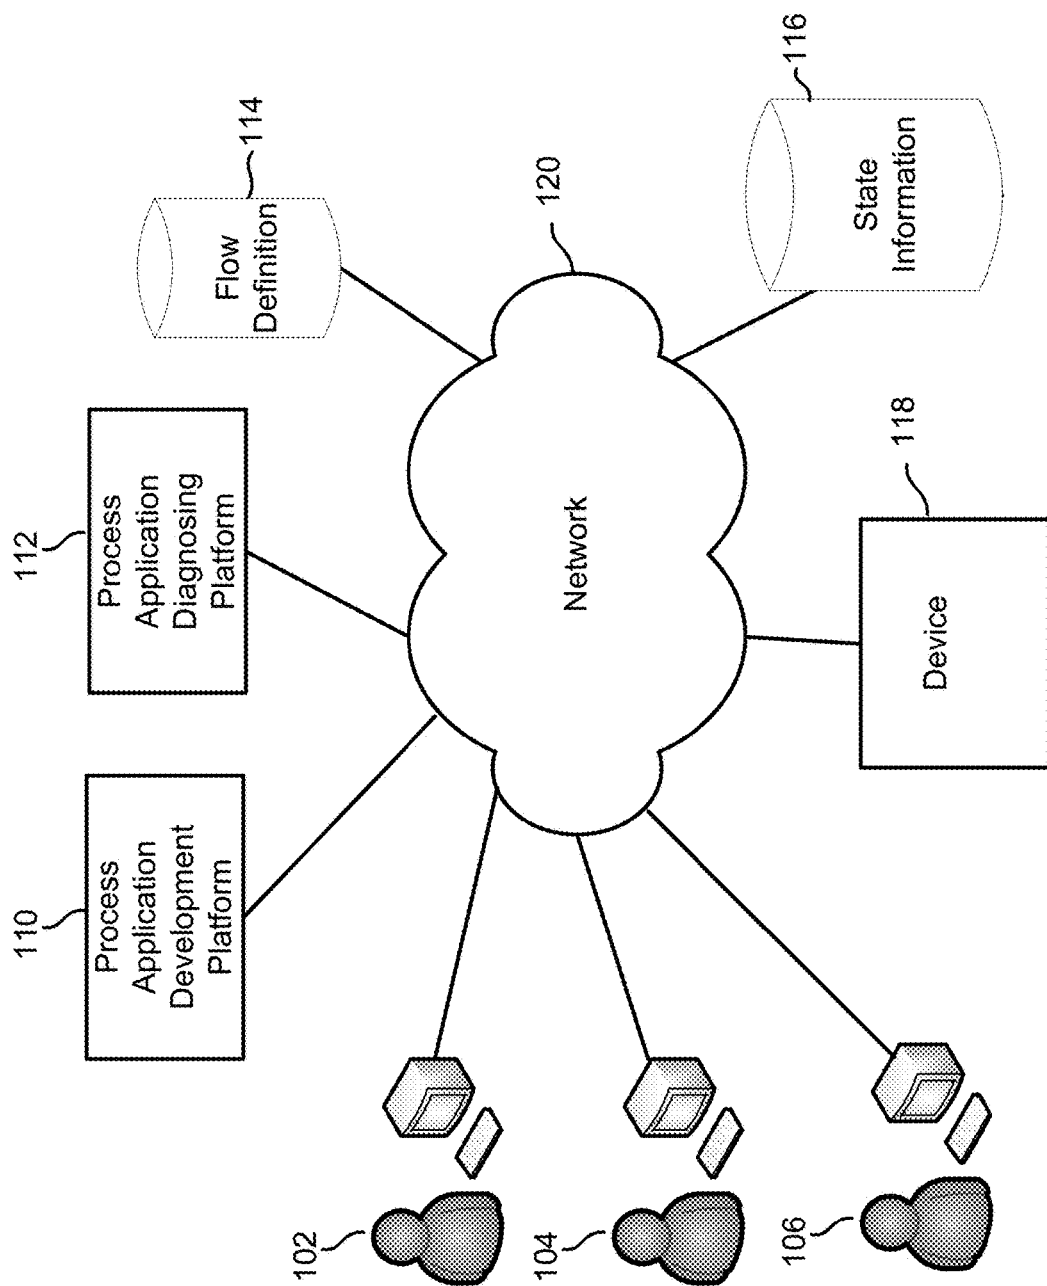 110
Process
Application
Development
Platform
112
Process
Application
Diagnosing
Platform
114
Flow
Definition
120
116
State
Information
Network
118
Device
102
104
106